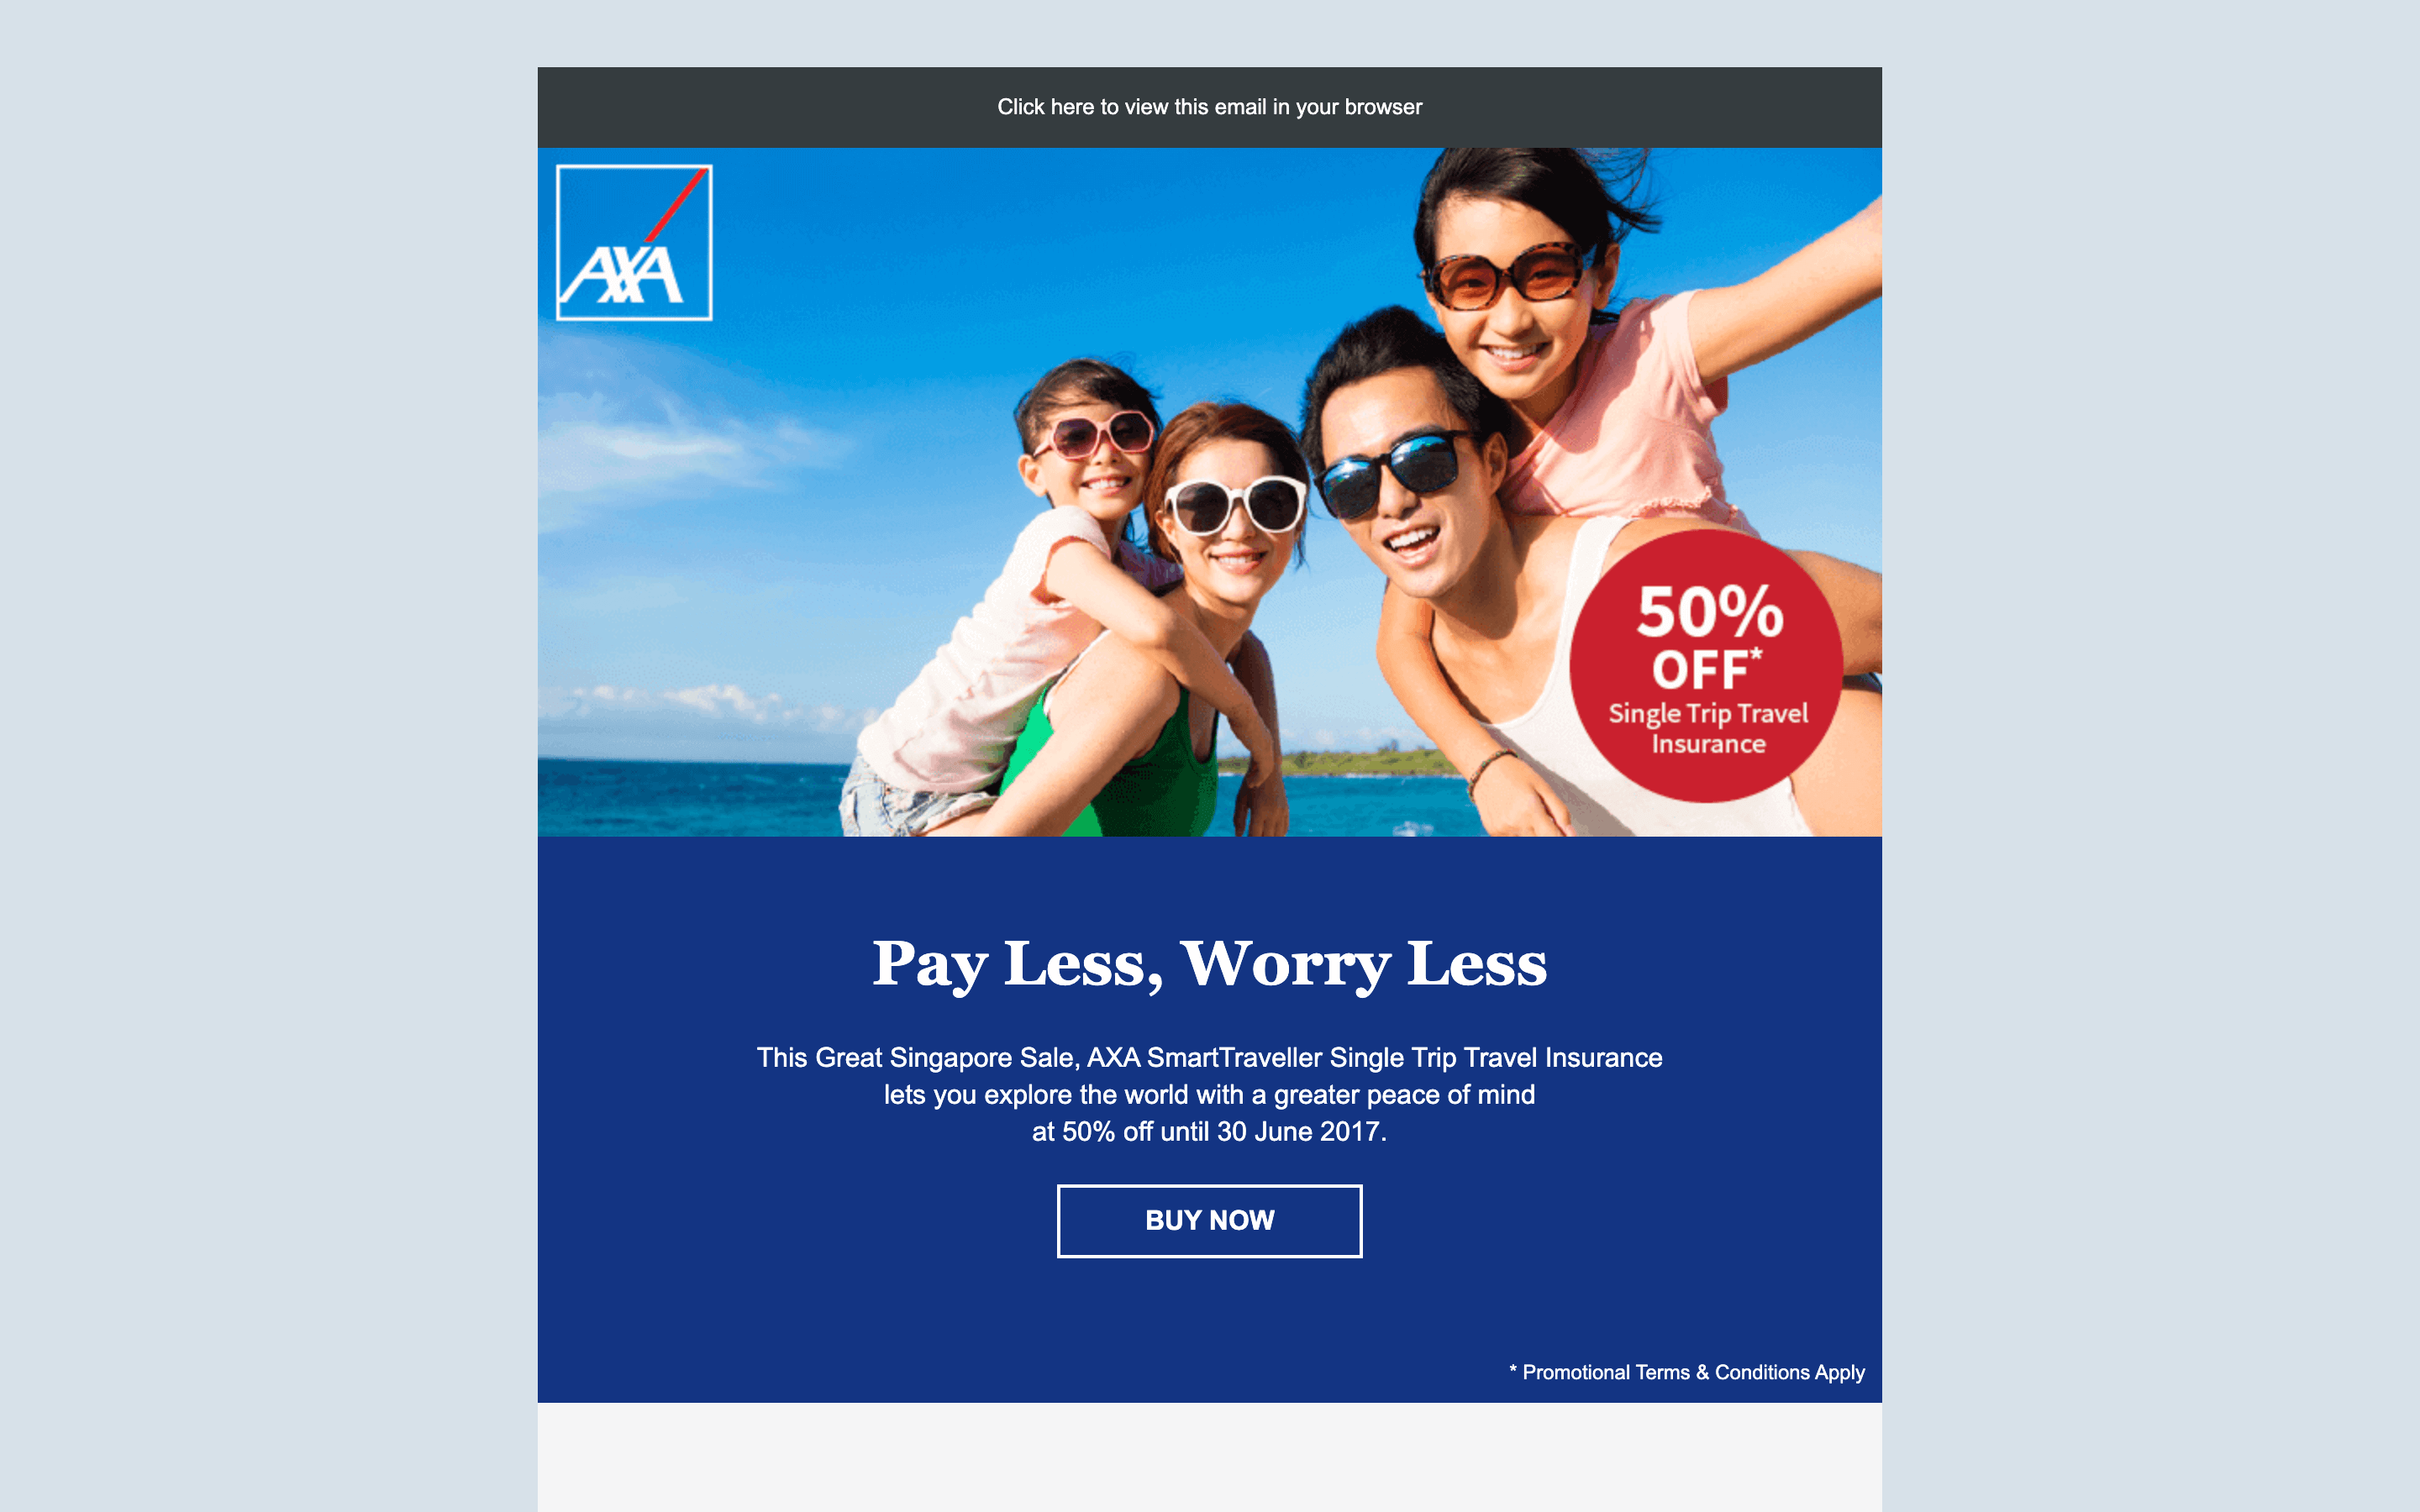 Click here to view this email in your browser
AXA
50%
OFF*
Single Trip Travel
Insurance
Pay Less, Worry Less
This Great Singapore Sale, AXA SmartTraveller Single Trip Travel Insurance
lets you explore the world with a greater peace of mind
at 50% off until 30 June 2017.
BUY NOW
* Promotional Terms & Conditions Apply